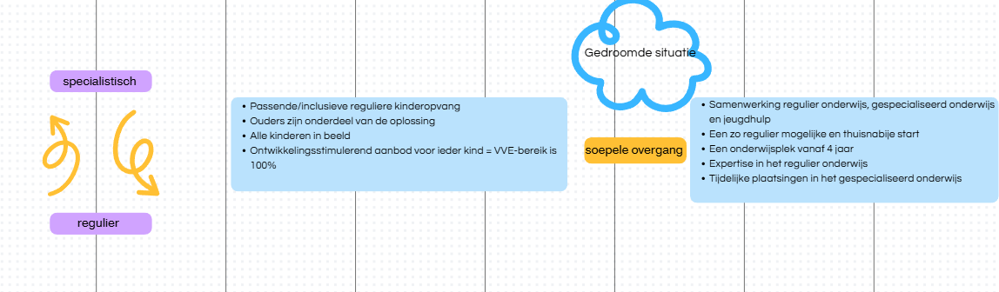 Gedroomde situatie
specialistisch
regulier
• Passende/inclusieve reguliere kinderopvang
• Ouders zijn onderdeel van de oplossing
• Alle kinderen in beeld
• Ontwikkelingsstimulerend aanbod voor ieder kind = VVE-bereik is
100%
soepele overgang
• Samenwerking regulier onderwijs, gespecialiseerd onderwijs
en jeugdhulp
• Een zo regulier mogelijke en thuisnabije start
• Een onderwijsplek vanaf 4 jaar
• Expertise in het regulier onderwijs
• Tijdelijke plaatsingen in het gespecialiseerd onderwijs